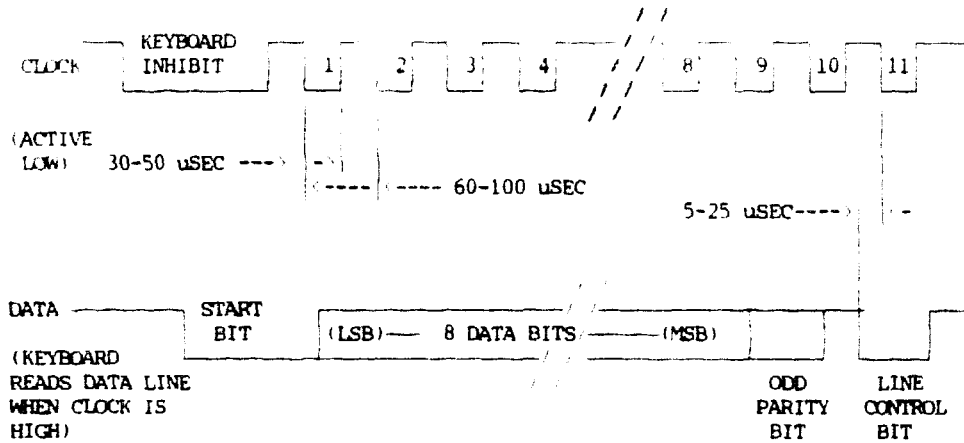 KEYBOARD
INHIBIT
CLOCK
1 2 3 4 8 9 10 11
(ACTIVE
LOW)
30-50 uSEC
60-100 uSEC
5-25 uSEC
DATA
START
BIT
(LSB) 8 DATA BITS (MSB)
(KEYBOARD
READS DATA LINE
WHEN CLOCK IS
HIGH)
ODD
PARITY
BIT
LINE
CONTROL
BIT